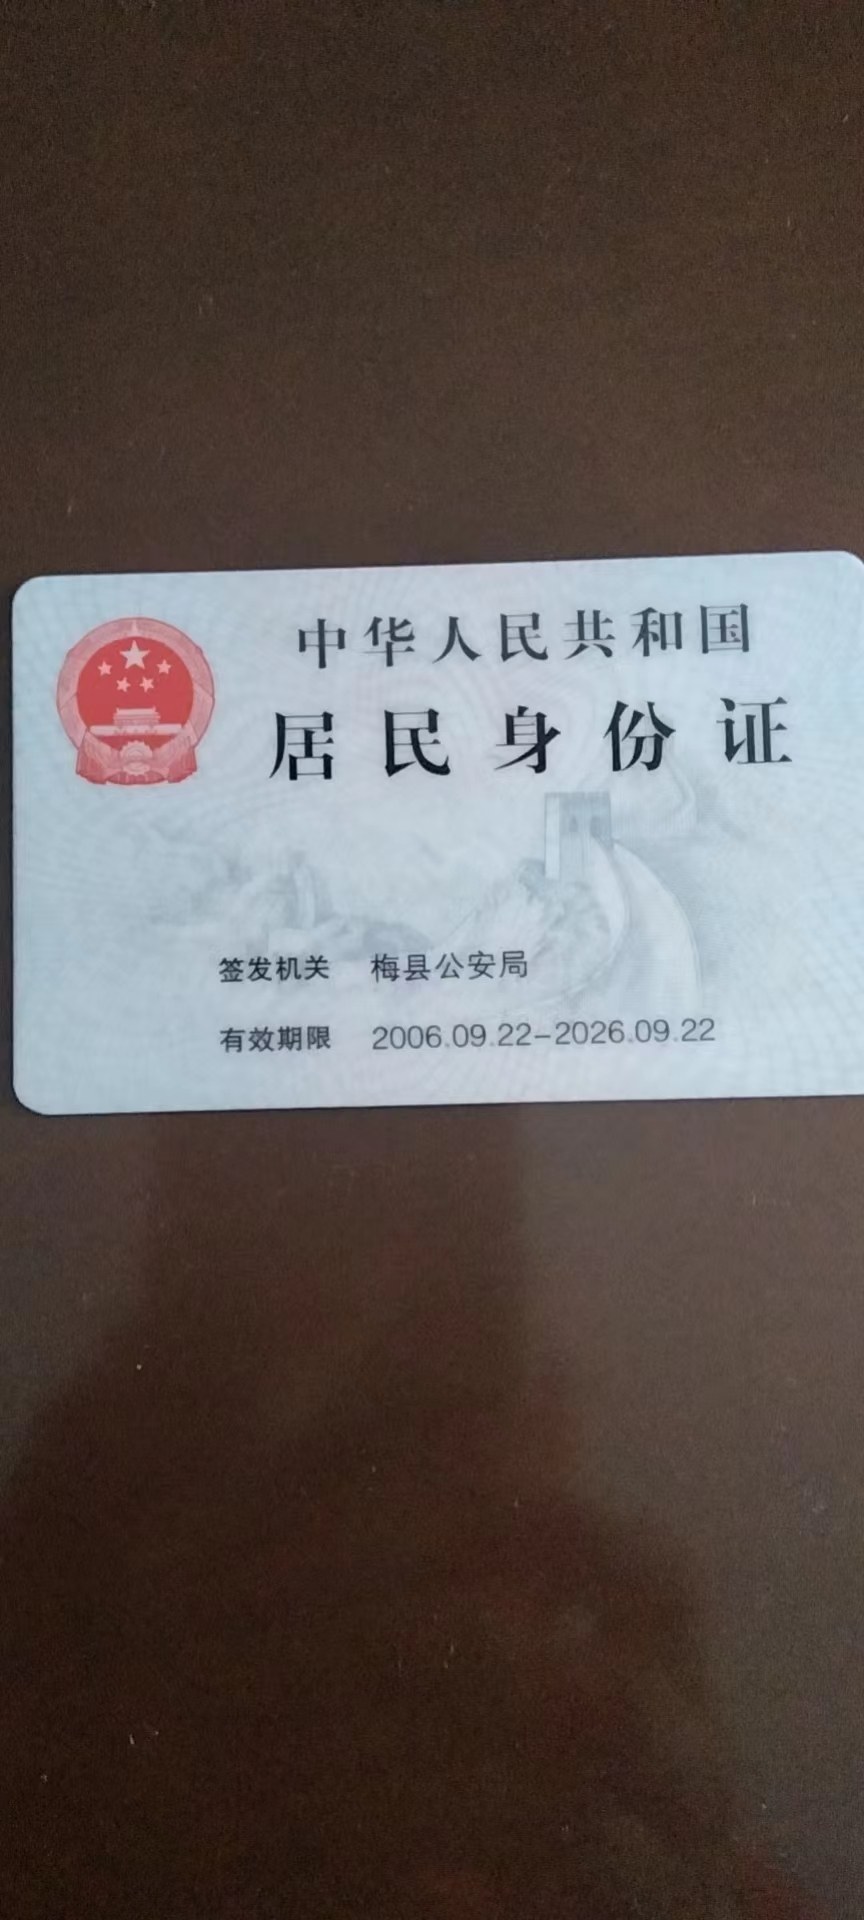 中华人民共和国
居民身份证
签发机关 梅县公安局
有效期限 2006.09.22-2026.09.22